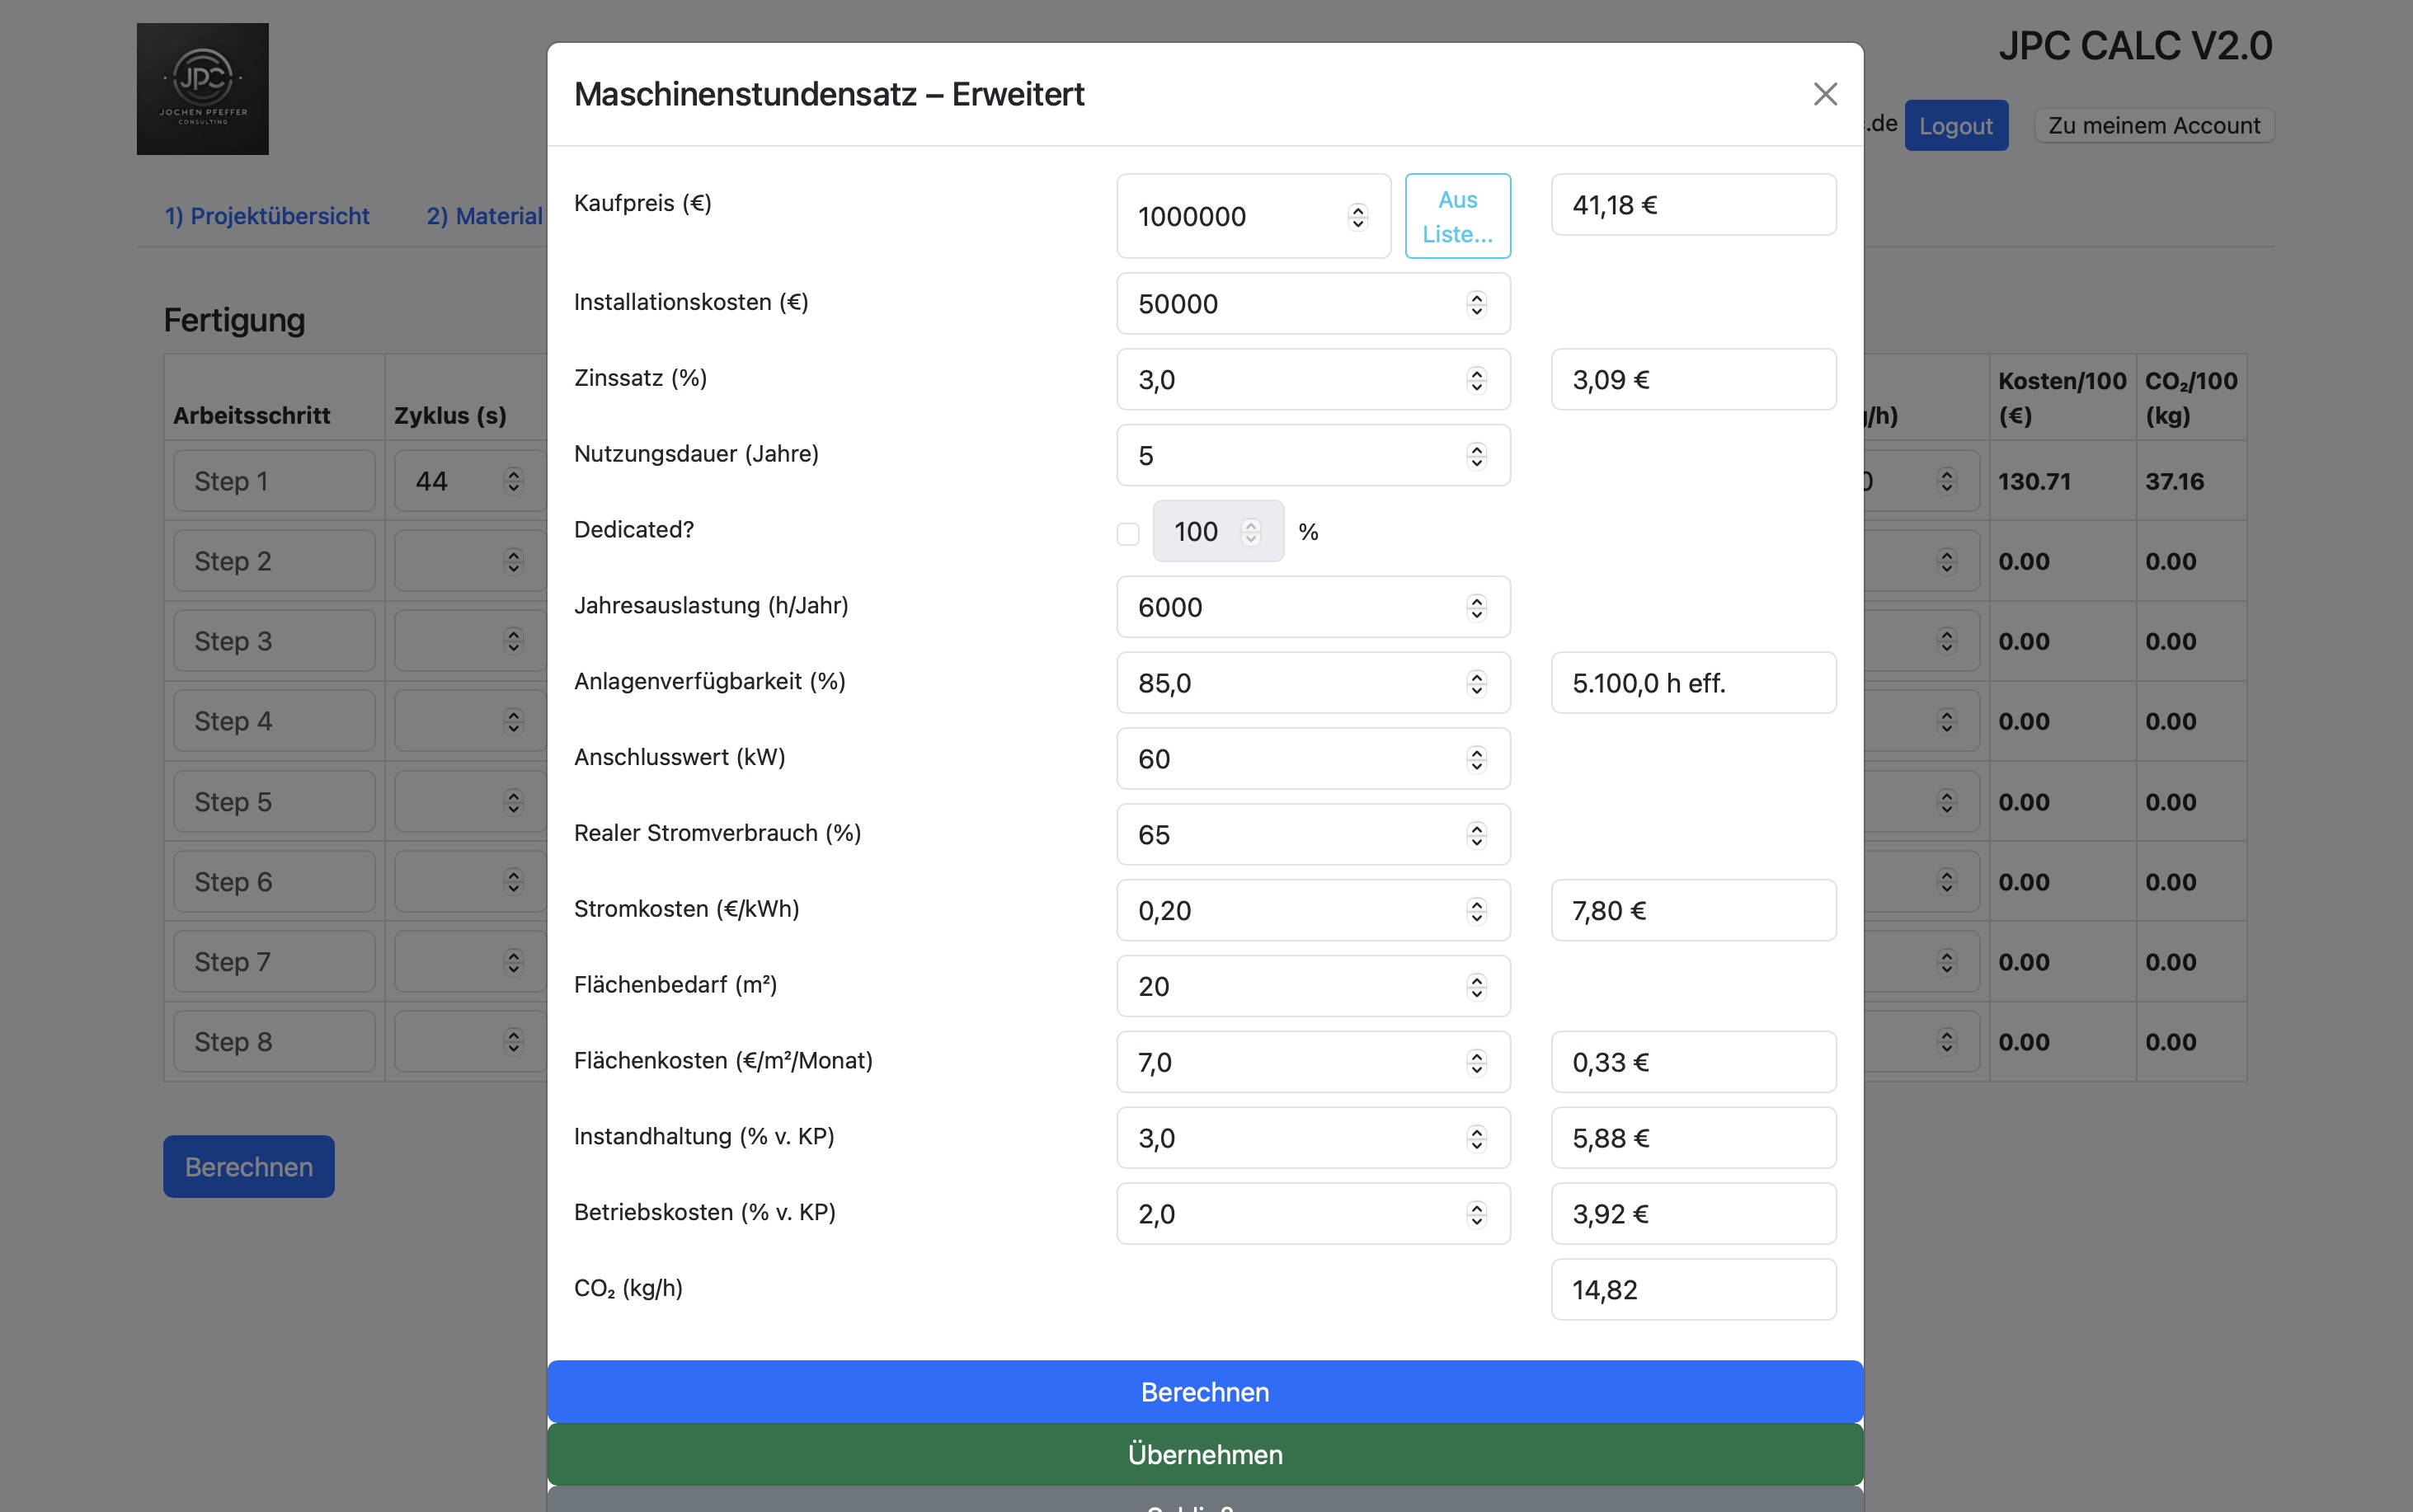 JPC
JOCHEN PFEFFER
CONSULTING
JPC CALC V2.0
.de
Logout
Zu meinem Account
1) Projektübersicht
2) Material
Fertigung
Arbeitsschritt
Zyklus (s)
/h)
Kosten/100 (€)
CO₂/100 (kg)
Step 1
44
0
130.71
37.16
Step 2
0.00
0.00
Step 3
0.00
0.00
Step 4
0.00
0.00
Step 5
0.00
0.00
Step 6
0.00
0.00
Step 7
0.00
0.00
Step 8
0.00
0.00
Berechnen
Maschinenstundensatz – Erweitert
Kaufpreis (€)
1000000
Aus
Liste...
41,18 €
Installationskosten (€)
50000
Zinssatz (%)
3,0
3,09 €
Nutzungsdauer (Jahre)
5
Dedicated?
100
%
Jahresauslastung (h/Jahr)
6000
Anlagenverfügbarkeit (%)
85,0
5.100,0 h eff.
Anschlusswert (kW)
60
Realer Stromverbrauch (%)
65
Stromkosten (€/kWh)
0,20
7,80 €
Flächenbedarf (m²)
20
Flächenkosten (€/m²/Monat)
7,0
0,33 €
Instandhaltung (% v. KP)
3,0
5,88 €
Betriebskosten (% v. KP)
2,0
3,92 €
CO₂ (kg/h)
14,82
Berechnen
Übernehmen